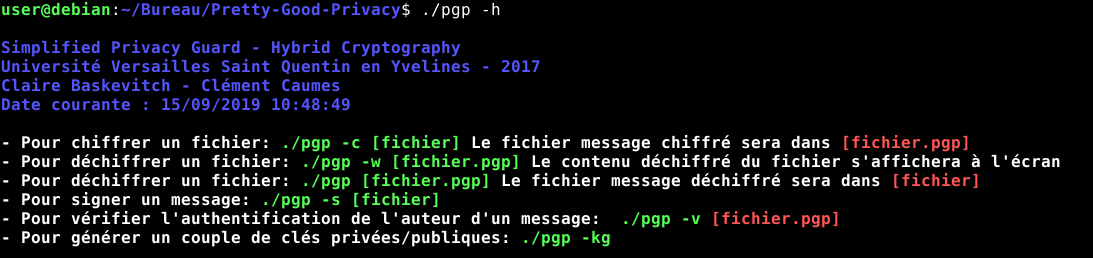 user@debian:~/Bureau/Pretty-Good-Privacy$ ./pgp -h
Simplified Privacy Guard - Hybrid Cryptography
Université Versailles Saint Quentin en Yvelines - 2017
Claire Baskevitch - Clément Caumes
Date courante : 15/09/2019 10:48:49
- Pour chiffrer un fichier: ./pgp -c [fichier] Le fichier message chiffré sera dans [fichier.pgp]
- Pour déchiffrer un fichier: ./pgp -w [fichier.pgp] Le contenu déchiffré du fichier s'affichera à l'écran
- Pour déchiffrer un fichier: ./pgp [fichier.pgp] Le fichier message déchiffré sera dans [fichier]
- Pour signer un message: ./pgp -s [fichier]
- Pour vérifier l'authentification de l'auteur d'un message:  ./pgp -v [fichier.pgp]
- Pour générer un couple de clés privées/publiques: ./pgp -kg